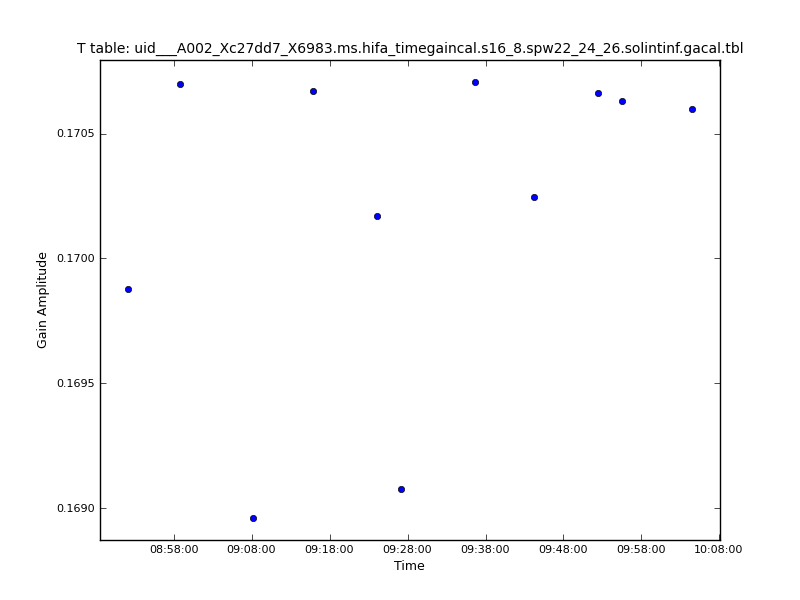 T table: uid___A002_Xc27dd7_X6983.ms.hifa_timegaincal.s16_8.spw22_24_26.solintinf.gacal.tbl
0.1705
0.1700
0.1695
0.1690
Gain Amplitude
08:58:00 09:08:00 09:18:00 09:28:00 09:38:00 09:48:00 09:58:00 10:08:00
Time